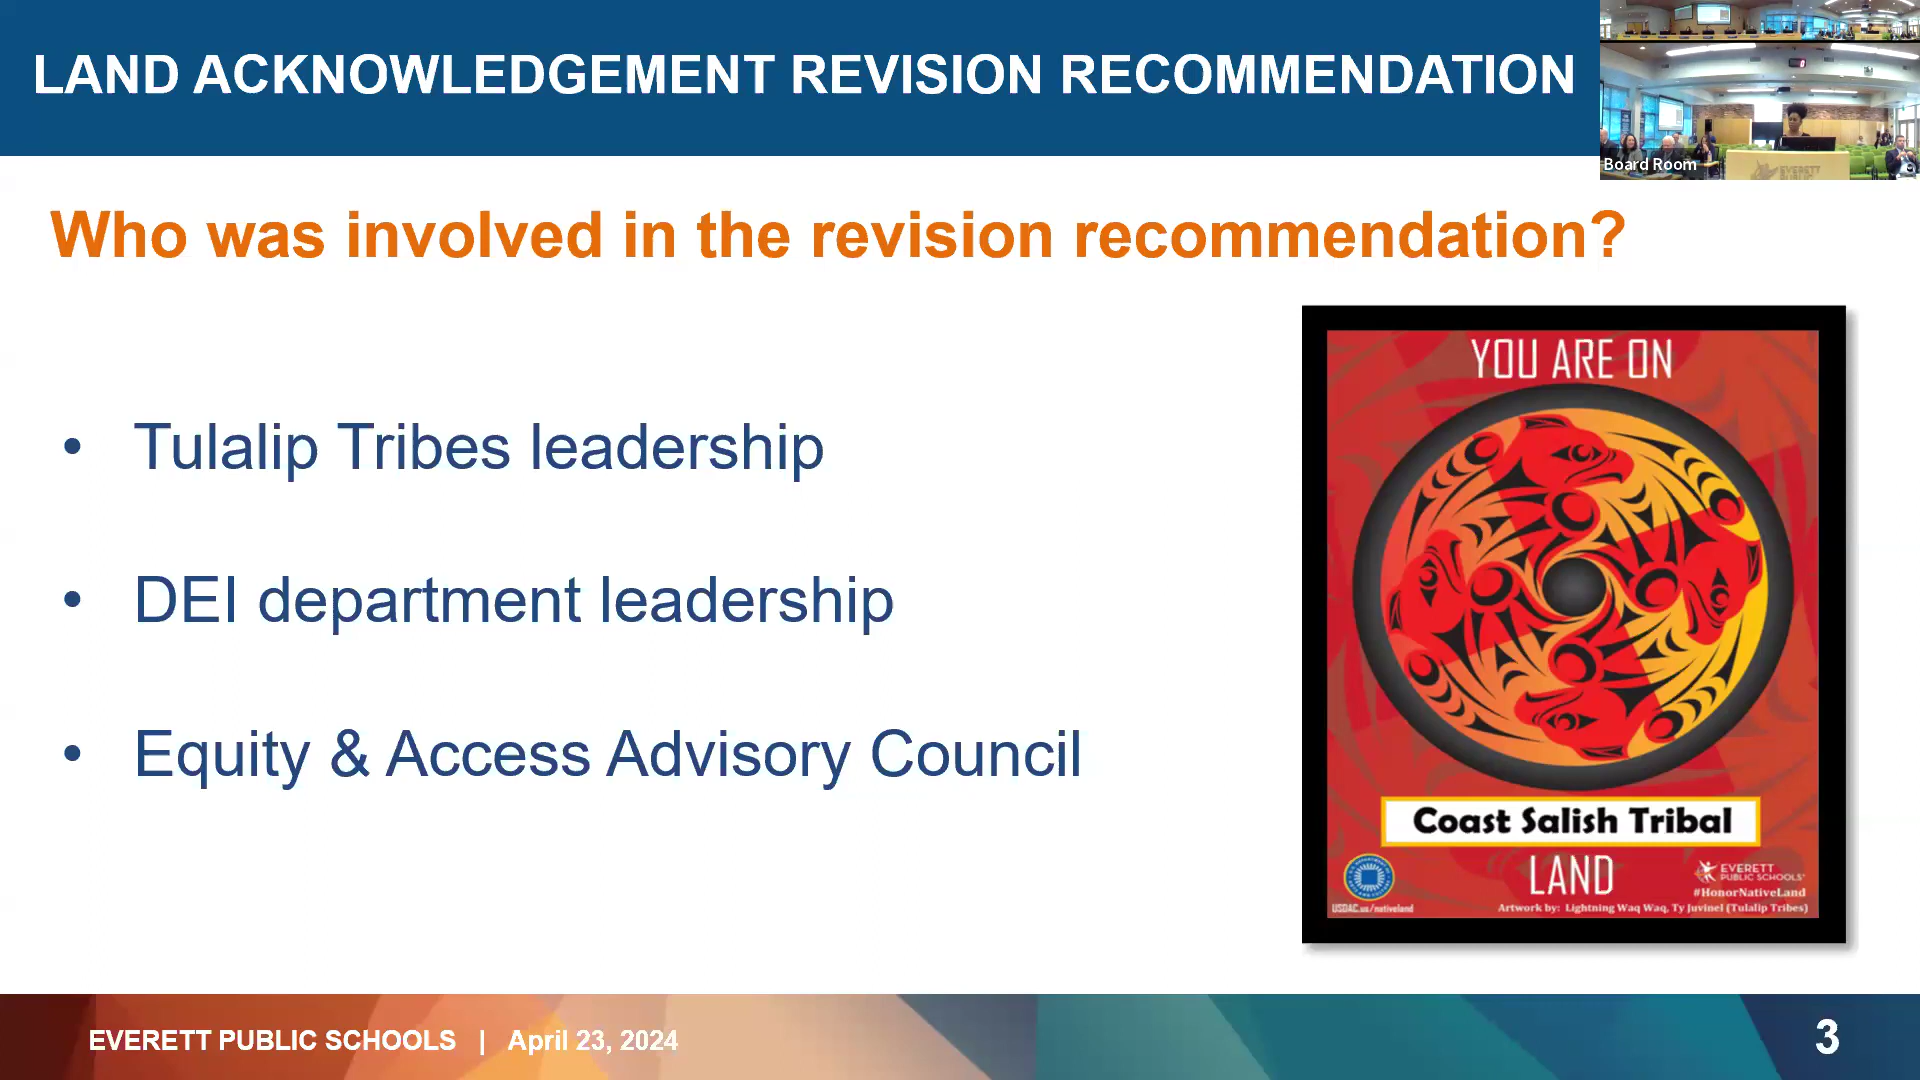 LAND ACKNOWLEDGEMENT REVISION RECOMMENDATION
Board Room
EVERETT
Who was involved in the revision recommendation?
• Tulalip Tribes leadership
• DEI department leadership
• Equity & Access Advisory Council
YOU ARE ON
Coast Salish Tribal
LAND
EVERETT
PUBLIC SCHOOLS
#HonorNativeLand
USDAC.us/nativeland
Artwork by: Lightning Waq Waq, Ty Juvinel (Tulalip Tribes)
EVERETT PUBLIC SCHOOLS | April 23, 2024
3